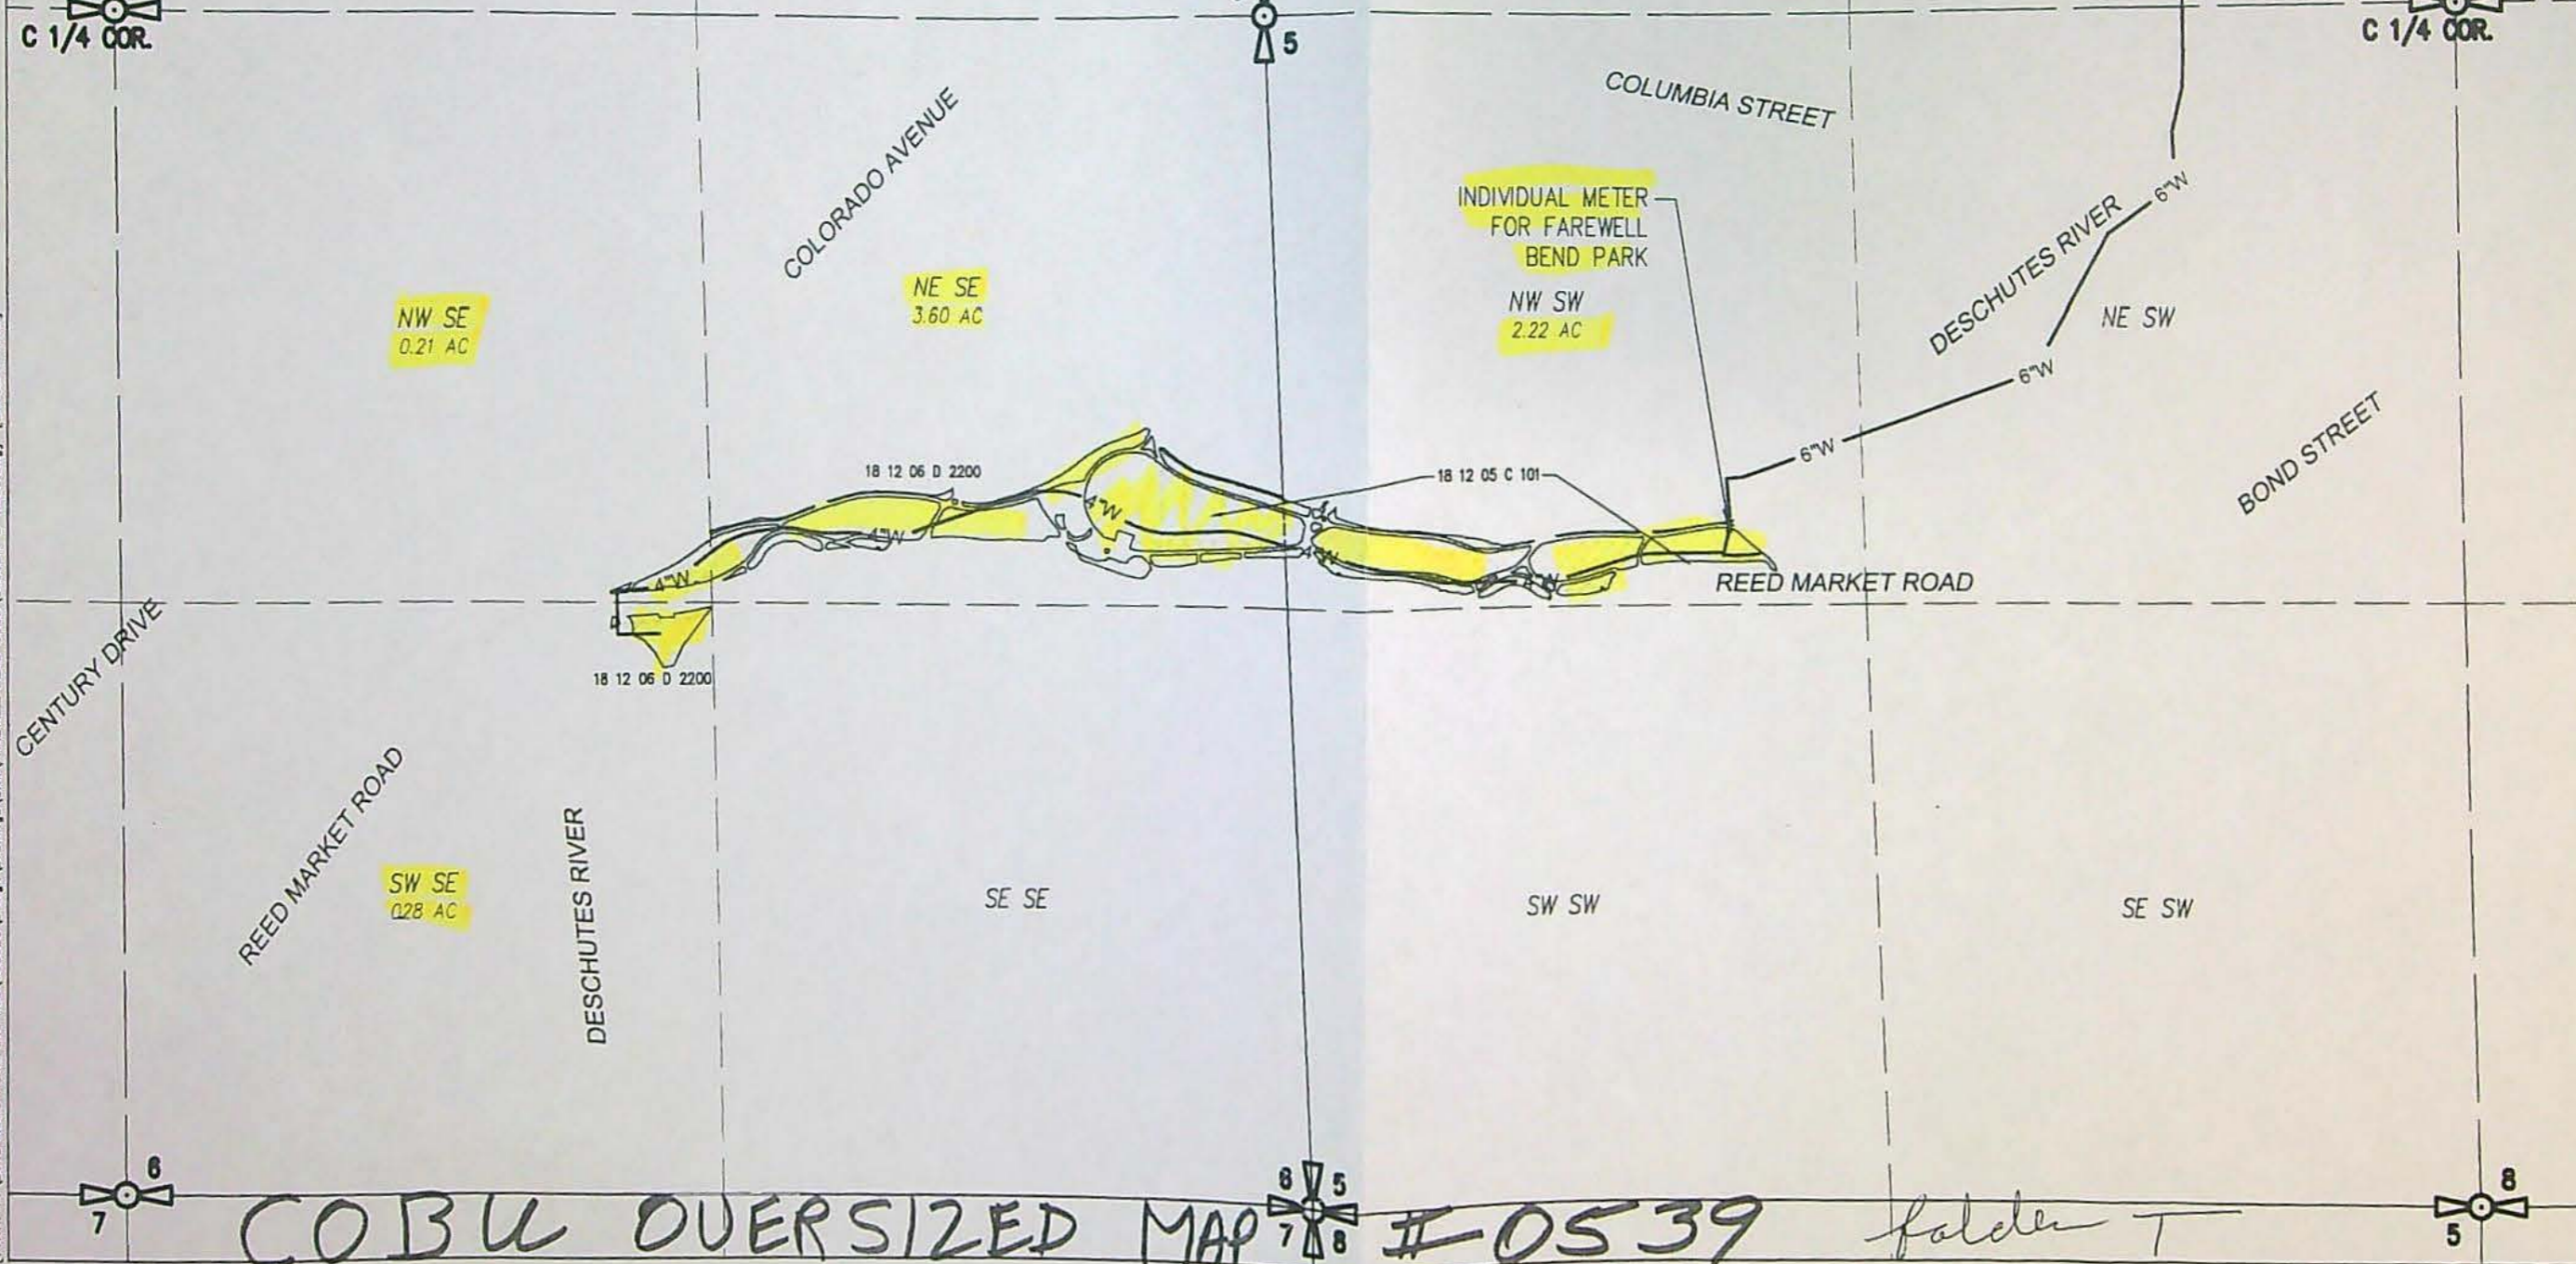 C 1/4 COR.
5
C 1/4 COR.
COLUMBIA STREET
COLORADO AVENUE
INDIVIDUAL METER
FOR FAREWELL
BEND PARK
6"W
DESCHUTES RIVER
NW SE
0.21 AC
NE SE
3.60 AC
NW SW
2.22 AC
NE SW
6"W
6"W
BOND STREET
18 12 06 D 2200
18 12 05 C 101
4"W
4"W
4"W
4"W
REED MARKET ROAD
18 12 06 D 2200
CENTURY DRIVE
REED MARKET ROAD
DESCHUTES RIVER
SW SE
0.28 AC
SE SE
SW SW
SE SW
6
7
6 5
7 8
8
5
COBU OVERSIZED MAP # 0539 folder T